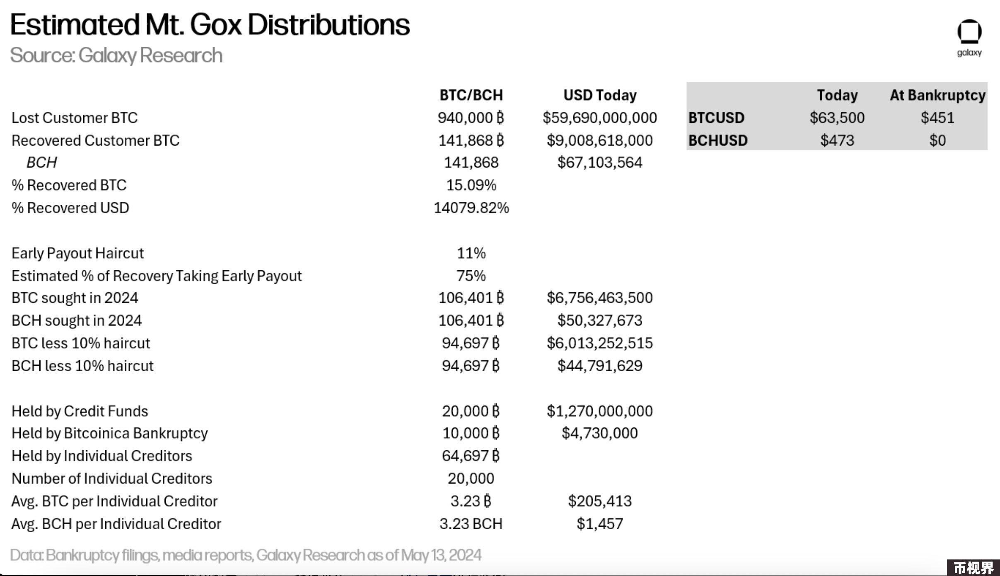 Estimated Mt. Gox Distributions
Source: Galaxy Research
galaxy
BTC/BCH USD Today Today At Bankruptcy
Lost Customer BTC 940,000 ₿ $59,690,000,000 BTCUSD $63,500 $451
Recovered Customer BTC 141,868 ₿ $9,008,618,000 BCHUSD $473 $0
BCH 141,868 $67,103,564
% Recovered BTC 15.09%
% Recovered USD 14079.82%
Early Payout Haircut 11%
Estimated % of Recovery Taking Early Payout 75%
BTC sought in 2024 106,401 ₿ $6,756,463,500
BCH sought in 2024 106,401 ₿ $50,327,673
BTC less 10% haircut 94,697 ₿ $6,013,252,515
BCH less 10% haircut 94,697 ₿ $44,791,629
Held by Credit Funds 20,000 ₿ $1,270,000,000
Held by Bitcoinica Bankruptcy 10,000 ₿ $4,730,000
Held by Individual Creditors 64,697 ₿
Number of Individual Creditors 20,000
Avg. BTC per Individual Creditor 3.23 ₿ $205,413
Avg. BCH per Individual Creditor 3.23 BCH $1,457
Data: Bankruptcy filings, media reports, Galaxy Research as of May 13, 2024
币视界